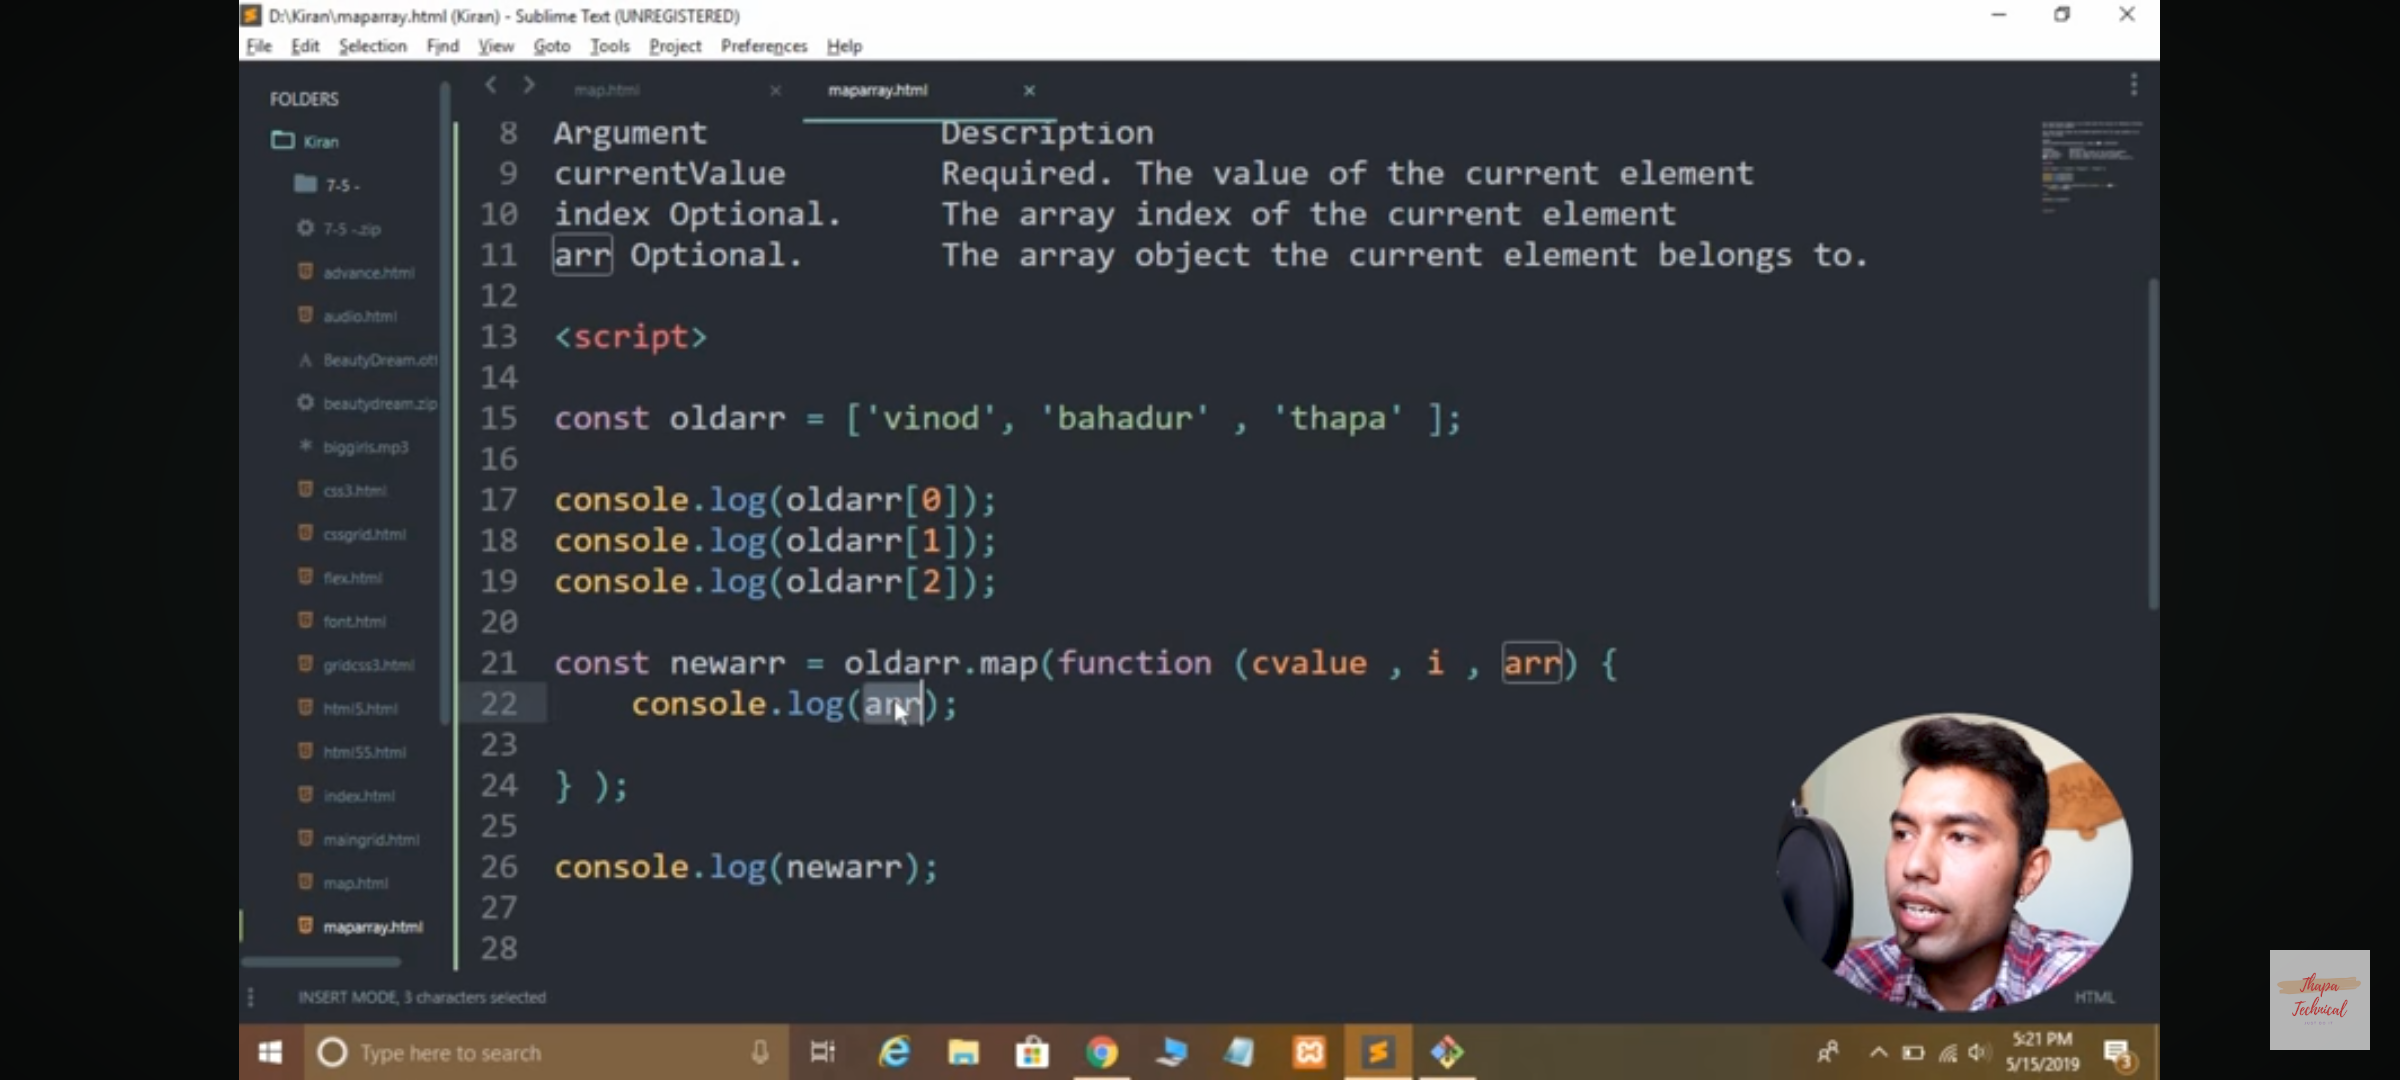 D:\Kiran\maparray.html (Kiran) - Sublime Text (UNREGISTERED)
File Edit Selection Find View Goto Tools Project Preferences Help
FOLDERS
Kiran
7-5 -
7-5 -.zip
advance.html
audio.html
BeautyDream.otf
beautydream.zip
biggirls.mp3
css3.html
cssgrid.html
flex.html
font.html
gridcss3.html
html5.html
html55.html
index.html
maingrid.html
map.html
maparray.html
map.html
maparray.html
8 Argument Description
9 currentValue Required. The value of the current element
10 index Optional. The array index of the current element
11 arr Optional. The array object the current element belongs to.
12
13 <script>
14
15 const oldarr = ['vinod', 'bahadur' , 'thapa' ];
16
17 console.log(oldarr[0]);
18 console.log(oldarr[1]);
19 console.log(oldarr[2]);
20
21 const newarr = oldarr.map(function (cvalue , i , arr) {
22 console.log(arr);
23
24 } );
25
26 console.log(newarr);
27
28
INSERT MODE, 3 characters selected
HTML
Thapa
Technical
Type here to search
5:21 PM
5/15/2019
3